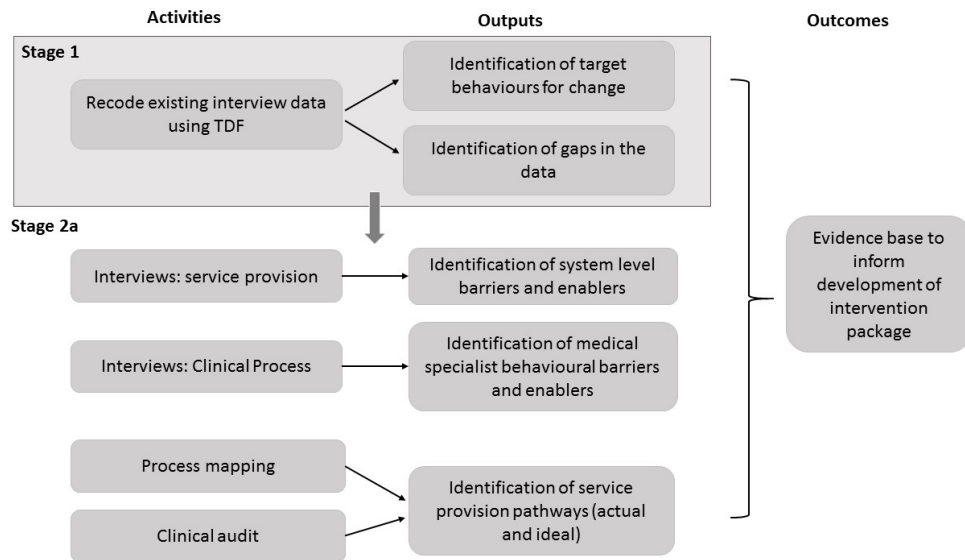 Activities
Outputs
Outcomes
Stage 1
Recode existing interview data
using TDF
Identification of target
behaviours for change
Identification of gaps in the
data
Stage 2a
Interviews: service provision
Identification of system level
barriers and enablers
Interviews: Clinical Process
Identification of medical
specialist behavioural barriers
and enablers
Process mapping
Clinical audit
Identification of service
provision pathways (actual
and ideal)
Evidence base to
inform
development of
intervention
package